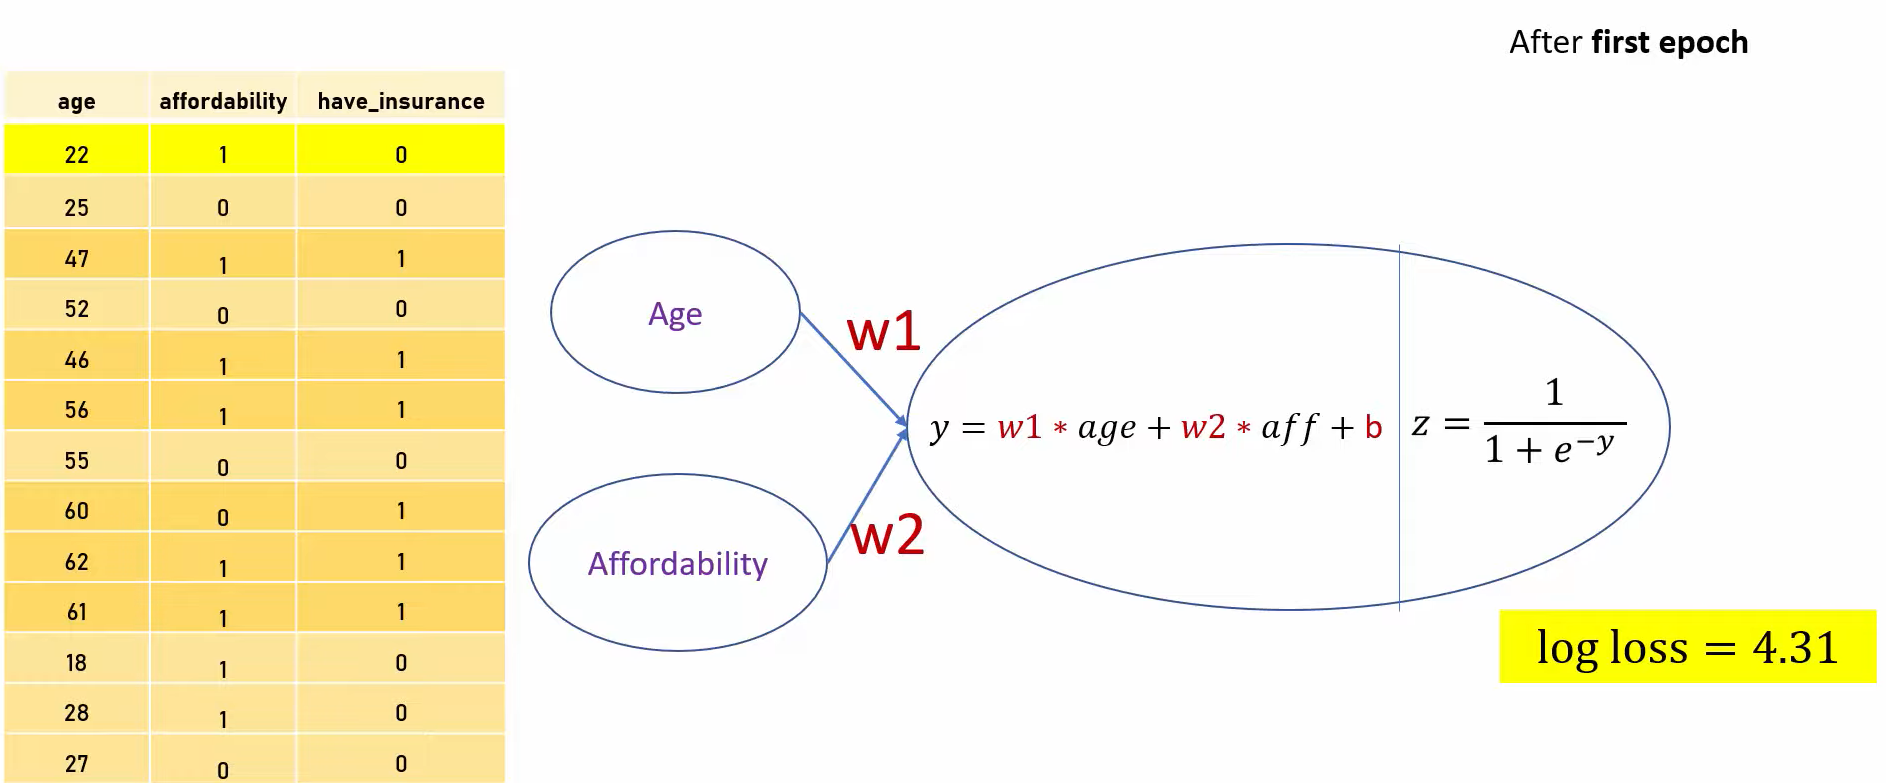 After first epoch
age affordability have_insurance
22 1 0
25 0 0
47 1 1
52 0 0
46 1 1
56 1 1
55 0 0
60 0 1
62 1 1
61 1 1
18 1 0
28 1 0
27 0 0
Age
w1
y = w1 * age + w2 * aff + b
z = 1 / (1 + e^{-y})
w2
Affordability
log loss = 4.31